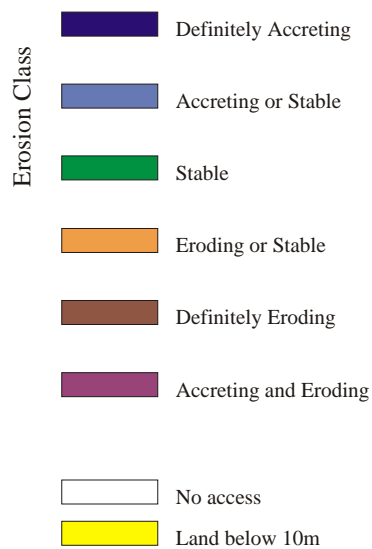 Erosion Class
Definitely Accreting
Accreting or Stable
Stable
Eroding or Stable
Definitely Eroding
Accreting and Eroding
No access
Land below 10m